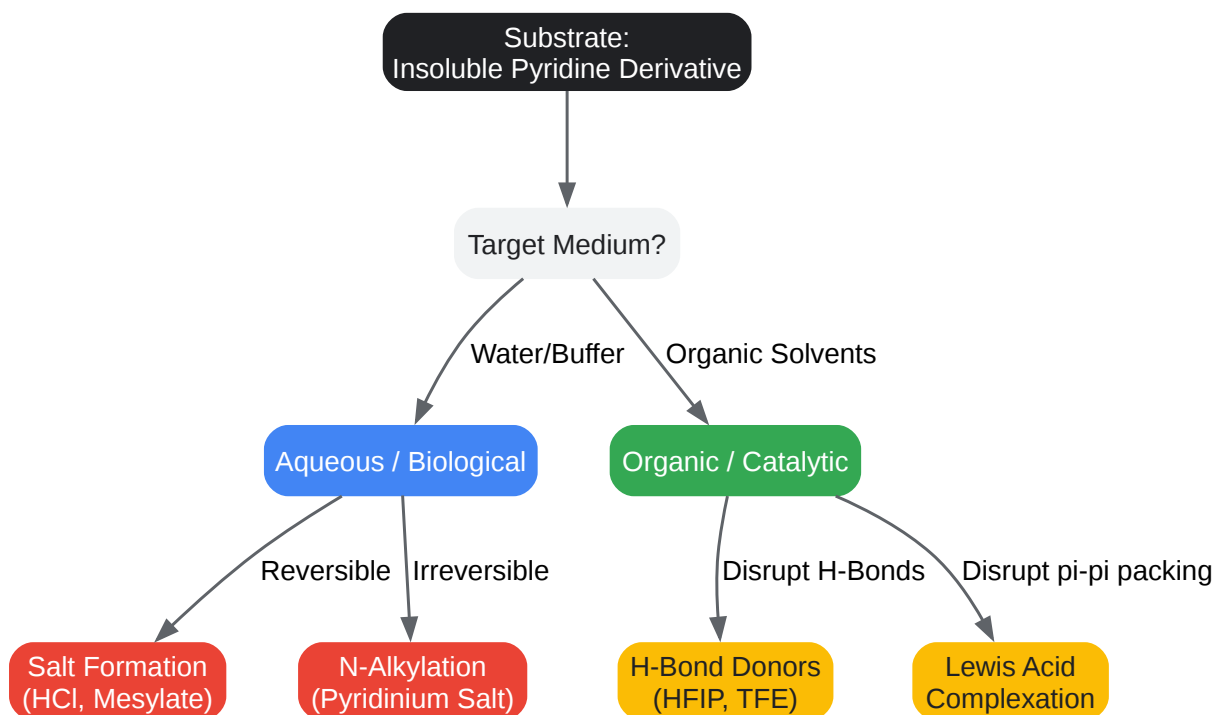 Substrate:
Insoluble Pyridine Derivative
Target Medium?
Water/Buffer
Organic Solvents
Aqueous / Biological
Organic / Catalytic
Reversible
Irreversible
Disrupt H-Bonds
Disrupt pi-pi packing
Salt Formation
(HCl, Mesylate)
N-Alkylation
(Pyridinium Salt)
H-Bond Donors
(HFIP, TFE)
Lewis Acid
Complexation